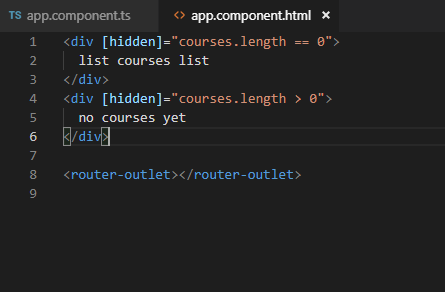 TS app.component.ts <> app.component.html ×
1 <div [hidden]="courses.length == 0">
2   list courses list
3 </div>
4 <div [hidden]="courses.length > 0">
5   no courses yet
6 </div>
7
8 <router-outlet></router-outlet>
9